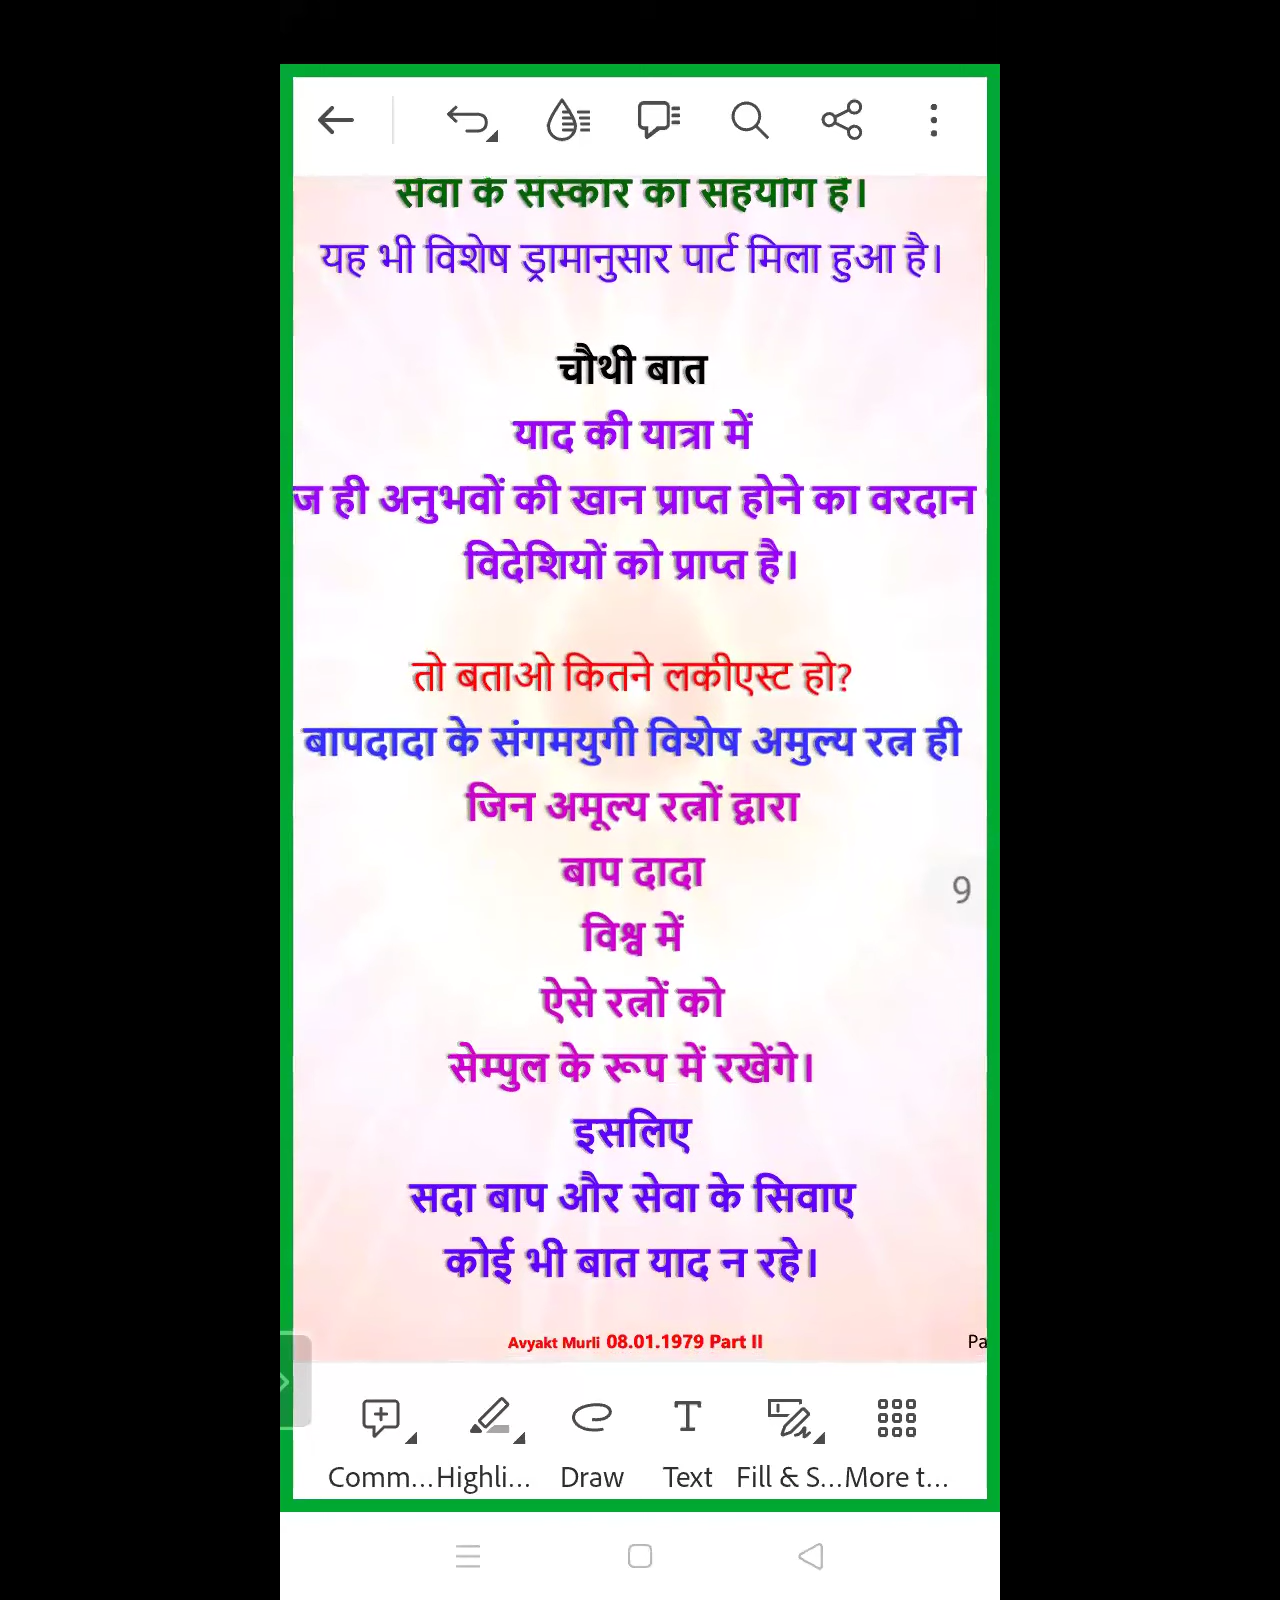 सेवा के संस्कार का सहयोग है।
यह भी विशेष ड्रामानुसार पार्ट मिला हुआ है।
चौथी बात
याद की यात्रा में
ज ही अनुभवों की खान प्राप्त होने का वरदान
विदेशियों को प्राप्त है।
तो बताओ कितने लकीएस्ट हो?
बापदादा के संगमयुगी विशेष अमुल्य रत्न ही
जिन अमूल्य रत्नों द्वारा
बाप दादा
9
विश्व में
ऐसे रत्नों को
सेम्पुल के रूप में रखेंगे।
इसलिए
सदा बाप और सेवा के सिवाए
कोई भी बात याद न रहे।
Avyakt Murli 08.01.1979 Part II Pa
Comm... Highli... Draw Text Fill & S... More t...